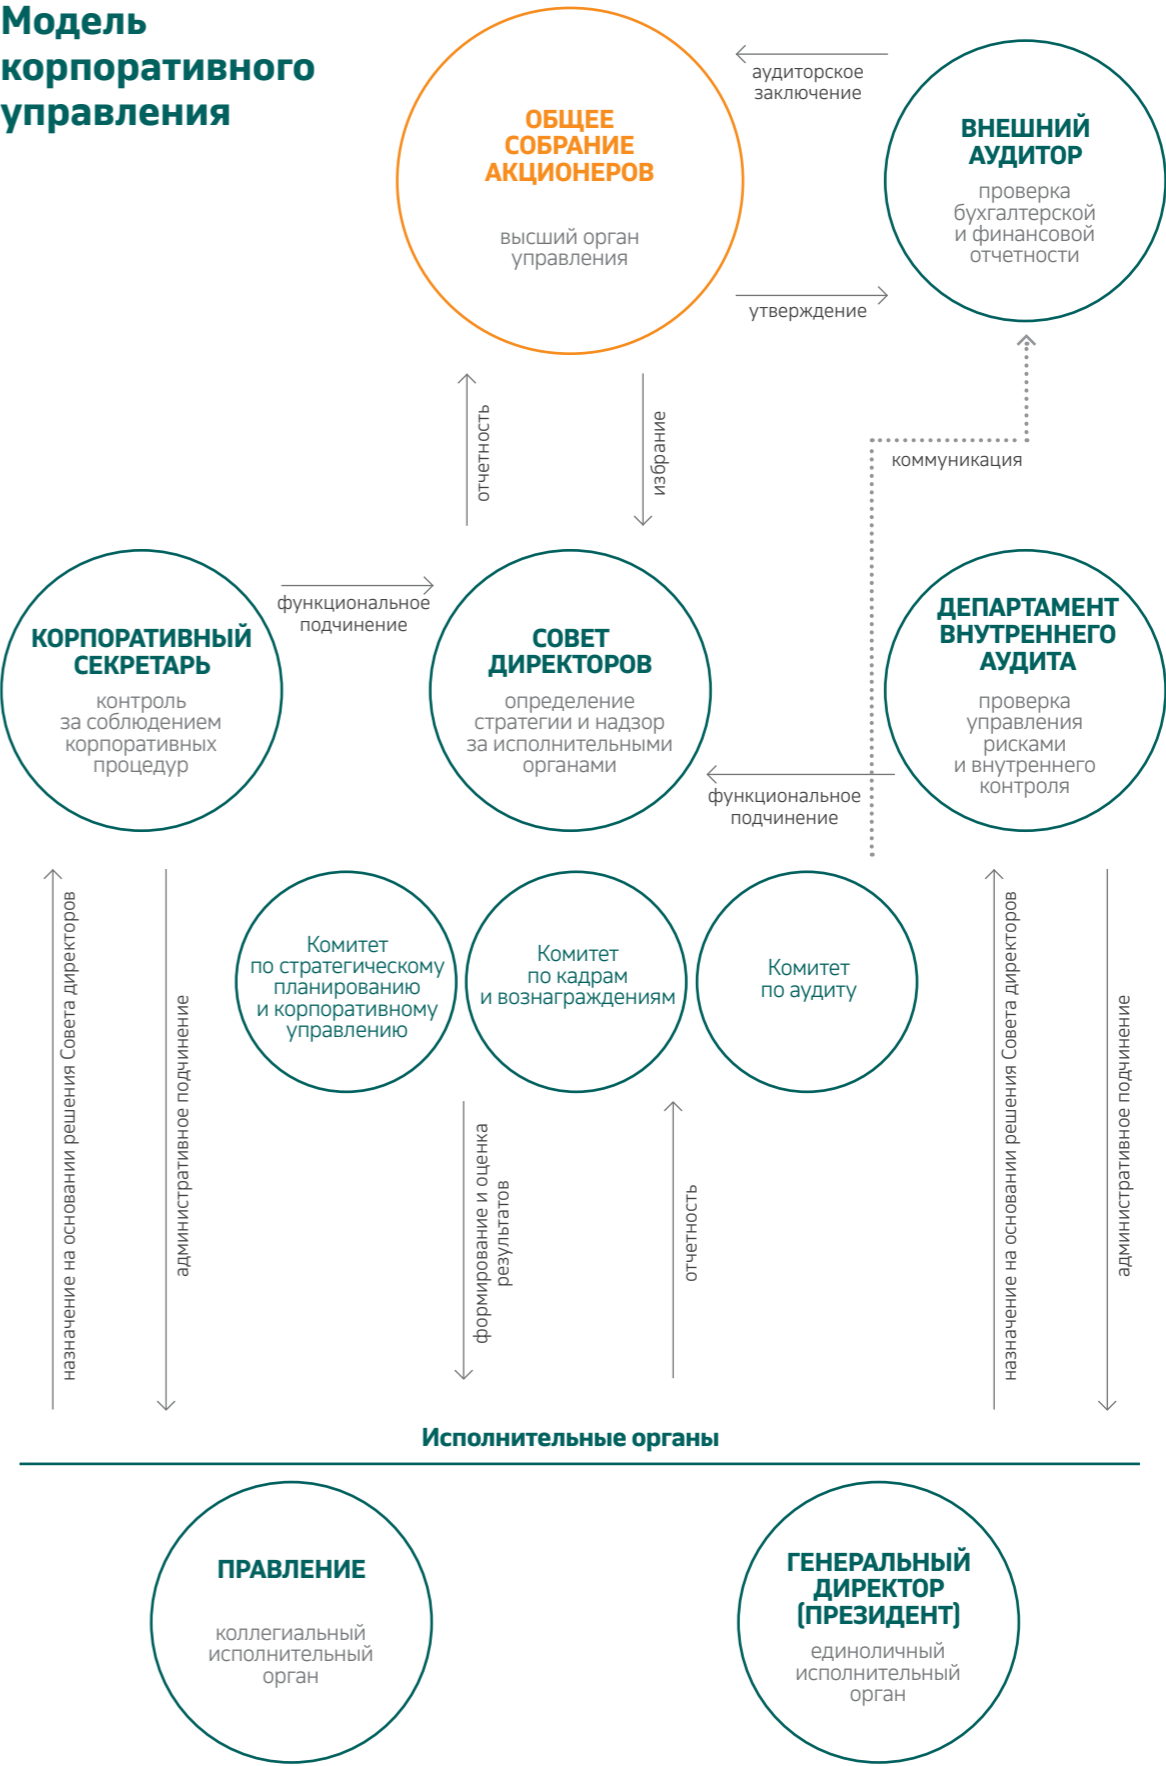 Модель
корпоративного
управления
ОБЩЕЕ
СОБРАНИЕ
АКЦИОНЕРОВ
высший орган
управления
аудиторское
заключение
ВНЕШНИЙ
АУДИТОР
проверка
бухгалтерской
и финансовой
отчетности
утверждение
отчетность
избрание
коммуникация
КОРПОРАТИВНЫЙ
СЕКРЕТАРЬ
контроль
за соблюдением
корпоративных
процедур
функциональное
подчинение
СОВЕТ
ДИРЕКТОРОВ
определение
стратегии и надзор
за исполнительными
органами
функциональное
подчинение
ДЕПАРТАМЕНТ
ВНУТРЕННЕГО
АУДИТА
проверка
управления
рисками
и внутреннего
контроля
Комитет
по стратегическому
планированию
и корпоративному
управлению
Комитет
по кадрам
и вознаграждениям
Комитет
по аудиту
назначение на основании решения Совета директоров
административное подчинение
формирование и оценка
результатов
отчетность
назначение на основании решения Совета директоров
административное подчинение
Исполнительные органы
ПРАВЛЕНИЕ
коллегиальный
исполнительный
орган
ГЕНЕРАЛЬНЫЙ
ДИРЕКТОР
(ПРЕЗИДЕНТ)
единоличный
исполнительный
орган